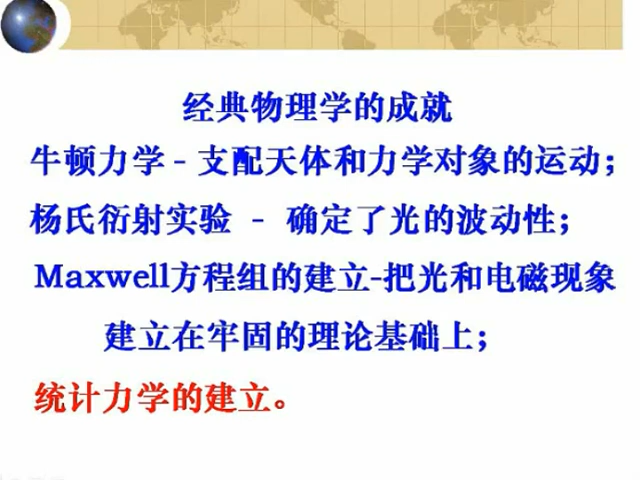 经典物理学的成就
牛顿力学 - 支配天体和力学对象的运动；
杨氏衍射实验 - 确定了光的波动性；
Maxwell方程组的建立-把光和电磁现象
建立在牢固的理论基础上；
统计力学的建立。